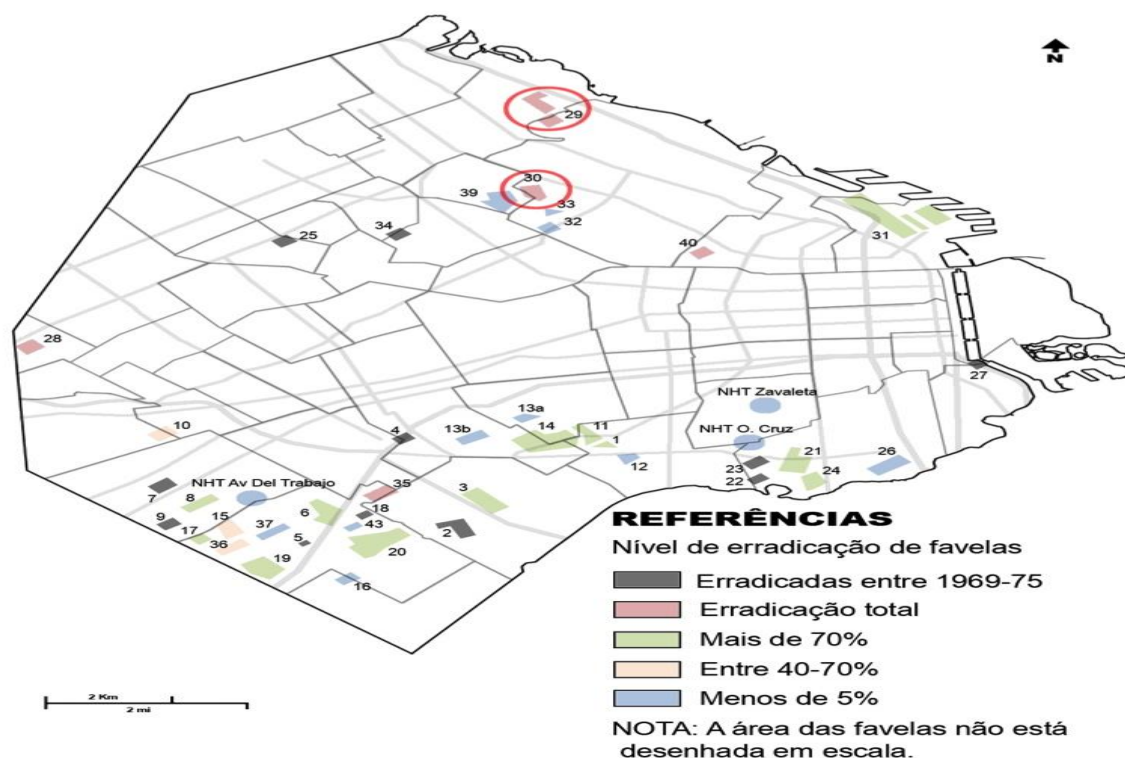 N
29
30
39
33
32
34
25
40
31
28
27
NHT Zavaleta
13a
NHT O. Cruz
10
4
13b
14
11
1
12
21
26
23
22
24
NHT Av Del Trabajo
7
8
35
3
9
17
15
6
18
37
5
43
2
36
19
20
16
REFERÊNCIAS
Nível de erradicação de favelas
Erradicadas entre 1969-75
Erradicação total
Mais de 70%
Entre 40-70%
Menos de 5%
2 Km
2 mi
NOTA: A área das favelas não está
desenhada em escala.